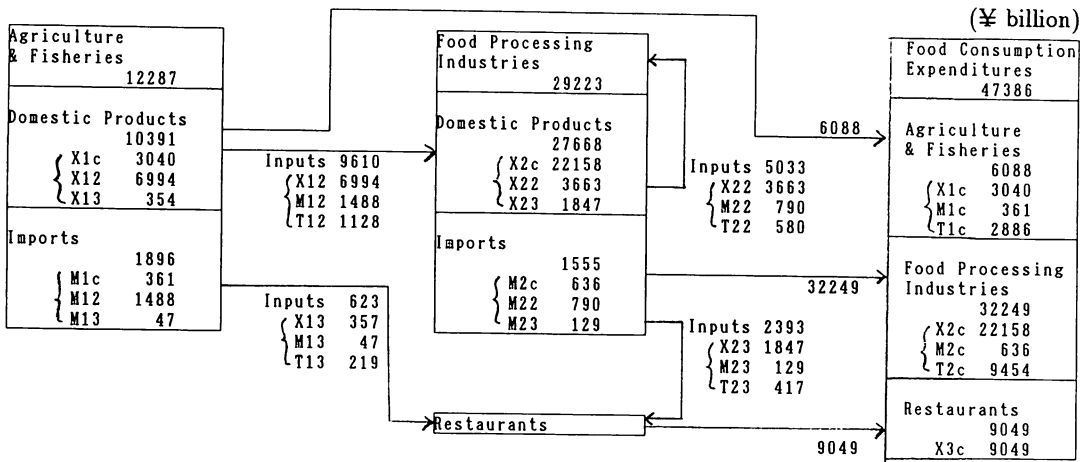 (¥ billion)
Agriculture
& Fisheries
12287
Domestic Products
10391
X1c 3040
X12 6994
X13 354
Imports
1896
M1c 361
M12 1488
M13 47
Inputs 9610
X12 6994
M12 1488
T12 1128
Inputs 623
X13 357
M13 47
T13 219
Food Processing
Industries
29223
Domestic Products
27668
X2c 22158
X22 3663
X23 1847
Imports
1555
M2c 636
M22 790
M23 129
Restaurants
Inputs 5033
X22 3663
M22 790
T22 580
Inputs 2393
X23 1847
M23 129
T23 417
6088
32249
9049
Food Consumption
Expenditures
47386
Agriculture
& Fisheries
6088
X1c 3040
M1c 361
T1c 2886
Food Processing
Industries
32249
X2c 22158
M2c 636
T2c 9454
Restaurants
9049
X3c 9049